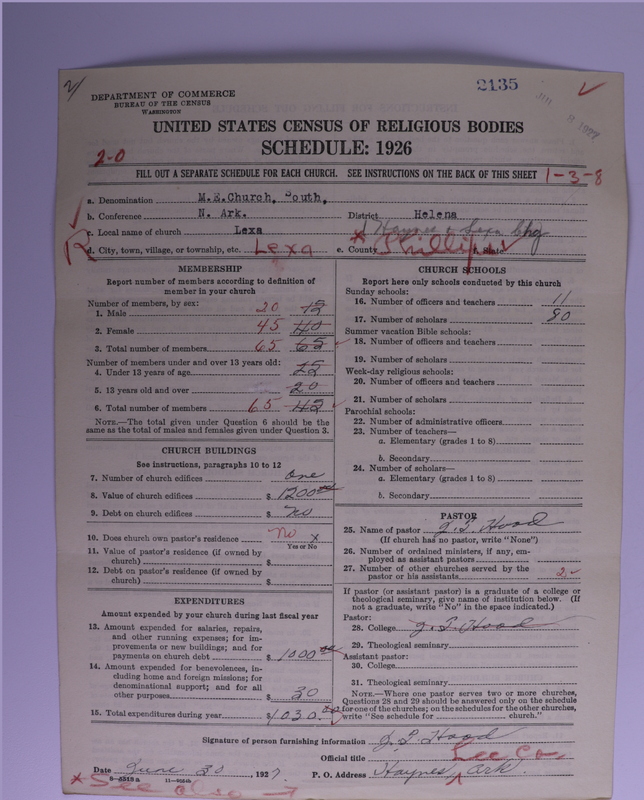 2/
DEPARTMENT OF COMMERCE
BUREAU OF THE CENSUS
WASHINGTON
2135
UNITED STATES CENSUS OF RELIGIOUS BODIES
SCHEDULE: 1926
2-0
FILL OUT A SEPARATE SCHEDULE FOR EACH CHURCH. SEE INSTRUCTIONS ON THE BACK OF THIS SHEET
1-3-8
a. Denomination M.E.Church, South,
b. Conference N. Ark. District Helena
c. Local name of church Lexa Haynes & Lexa Chg
d. City, town, village, or township, etc. Lexa e. County * Phillips f. State
MEMBERSHIP
Report number of members according to definition of
member in your church
Number of members, by sex:
1. Male 20
2. Female 45 40
3. Total number of members 65 65
Number of members under and over 13 years old:
4. Under 13 years of age
5. 13 years old and over 20
6. Total number of members 65
NOTE.—The total given under Question 6 should be the
same as the total of males and females given under Question 3.
CHURCH BUILDINGS
See instructions, paragraphs 10 to 12
7. Number of church edifices one
8. Value of church edifices $ 1200
9. Debt on church edifices $ no
10. Does church own pastor's residence No x
Yes or No
11. Value of pastor's residence (if owned by
church) $
12. Debt on pastor's residence (if owned by
church) $
EXPENDITURES
Amount expended by your church during last fiscal year
13. Amount expended for salaries, repairs,
and other running expenses; for im-
provements or new buildings; and for
payments on church debt $ 1000
14. Amount expended for benevolences, in-
cluding home and foreign missions; for
denominational support; and for all
other purposes $ 30
15. Total expenditures during year $ 1030.
CHURCH SCHOOLS
Report here only schools conducted by this church
Sunday schools:
16. Number of officers and teachers 11
17. Number of scholars 80
Summer vacation Bible schools:
18. Number of officers and teachers
19. Number of scholars
Week-day religious schools:
20. Number of officers and teachers
21. Number of scholars
Parochial schools:
22. Number of administrative officers
23. Number of teachers—
a. Elementary (grades 1 to 8)
b. Secondary
24. Number of scholars—
a. Elementary (grades 1 to 8)
b. Secondary
PASTOR
25. Name of pastor Hood
(If church has no pastor, write "None")
26. Number of ordained ministers, if any, em-
ployed as assistant pastors
27. Number of other churches served by the
pastor or his assistants 2
If pastor (or assistant pastor) is a graduate of a college or
theological seminary, give name of institution below. (If
not a graduate, write "No" in the space indicated.)
Pastor:
28. College Hood
29. Theological seminary
Assistant pastor:
30. College
31. Theological seminary
NOTE.—Where one pastor serves two or more churches,
Questions 28 and 29 should be answered only on the schedule
for one of the churches; on the schedules for the other churches,
write "See schedule for church."
Signature of person furnishing information Hood
Official title
Lee Co
Date June 30, 1927. P. O. Address Haynes Ark.
* See also →